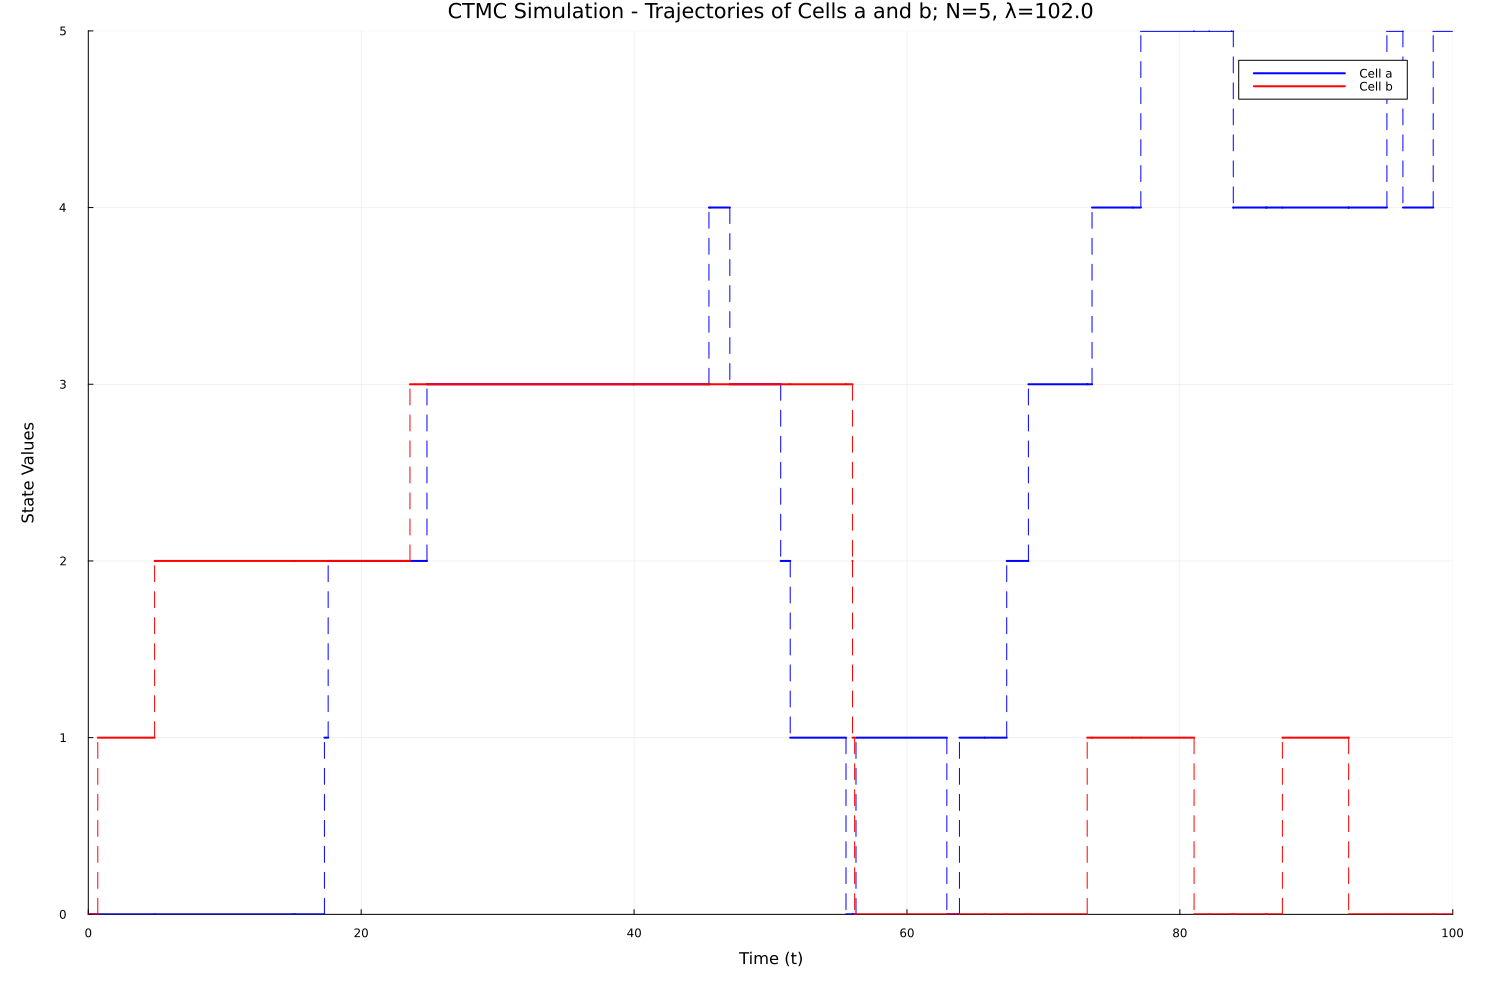 CTMC Simulation - Trajectories of Cells a and b; N=5, λ=102.0
5
Cell a
Cell b
4
3
State Values
2
1
0
0 20 40 60 80 100
Time (t)